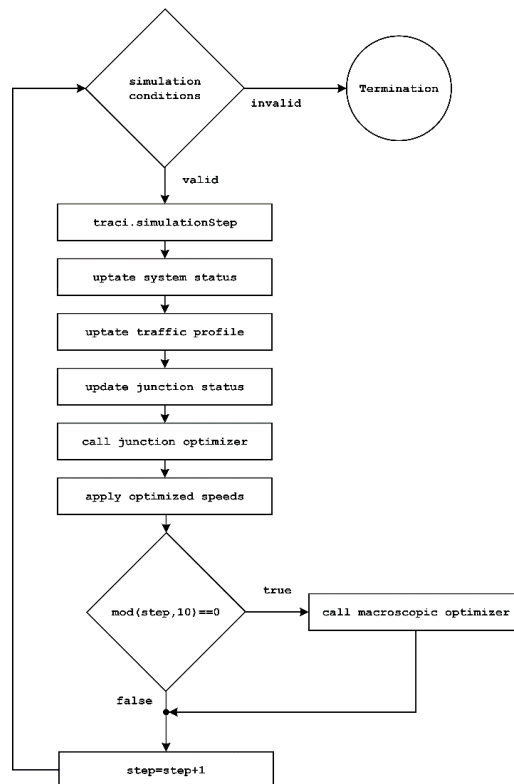 simulation
conditions
Termination
invalid
valid
traci.simulationStep
uptate system status
uptate traffic profile
update junction status
call junction optimizer
apply optimized speeds
mod(step,10)==0
true
call macroscopic optimizer
false
step=step+1